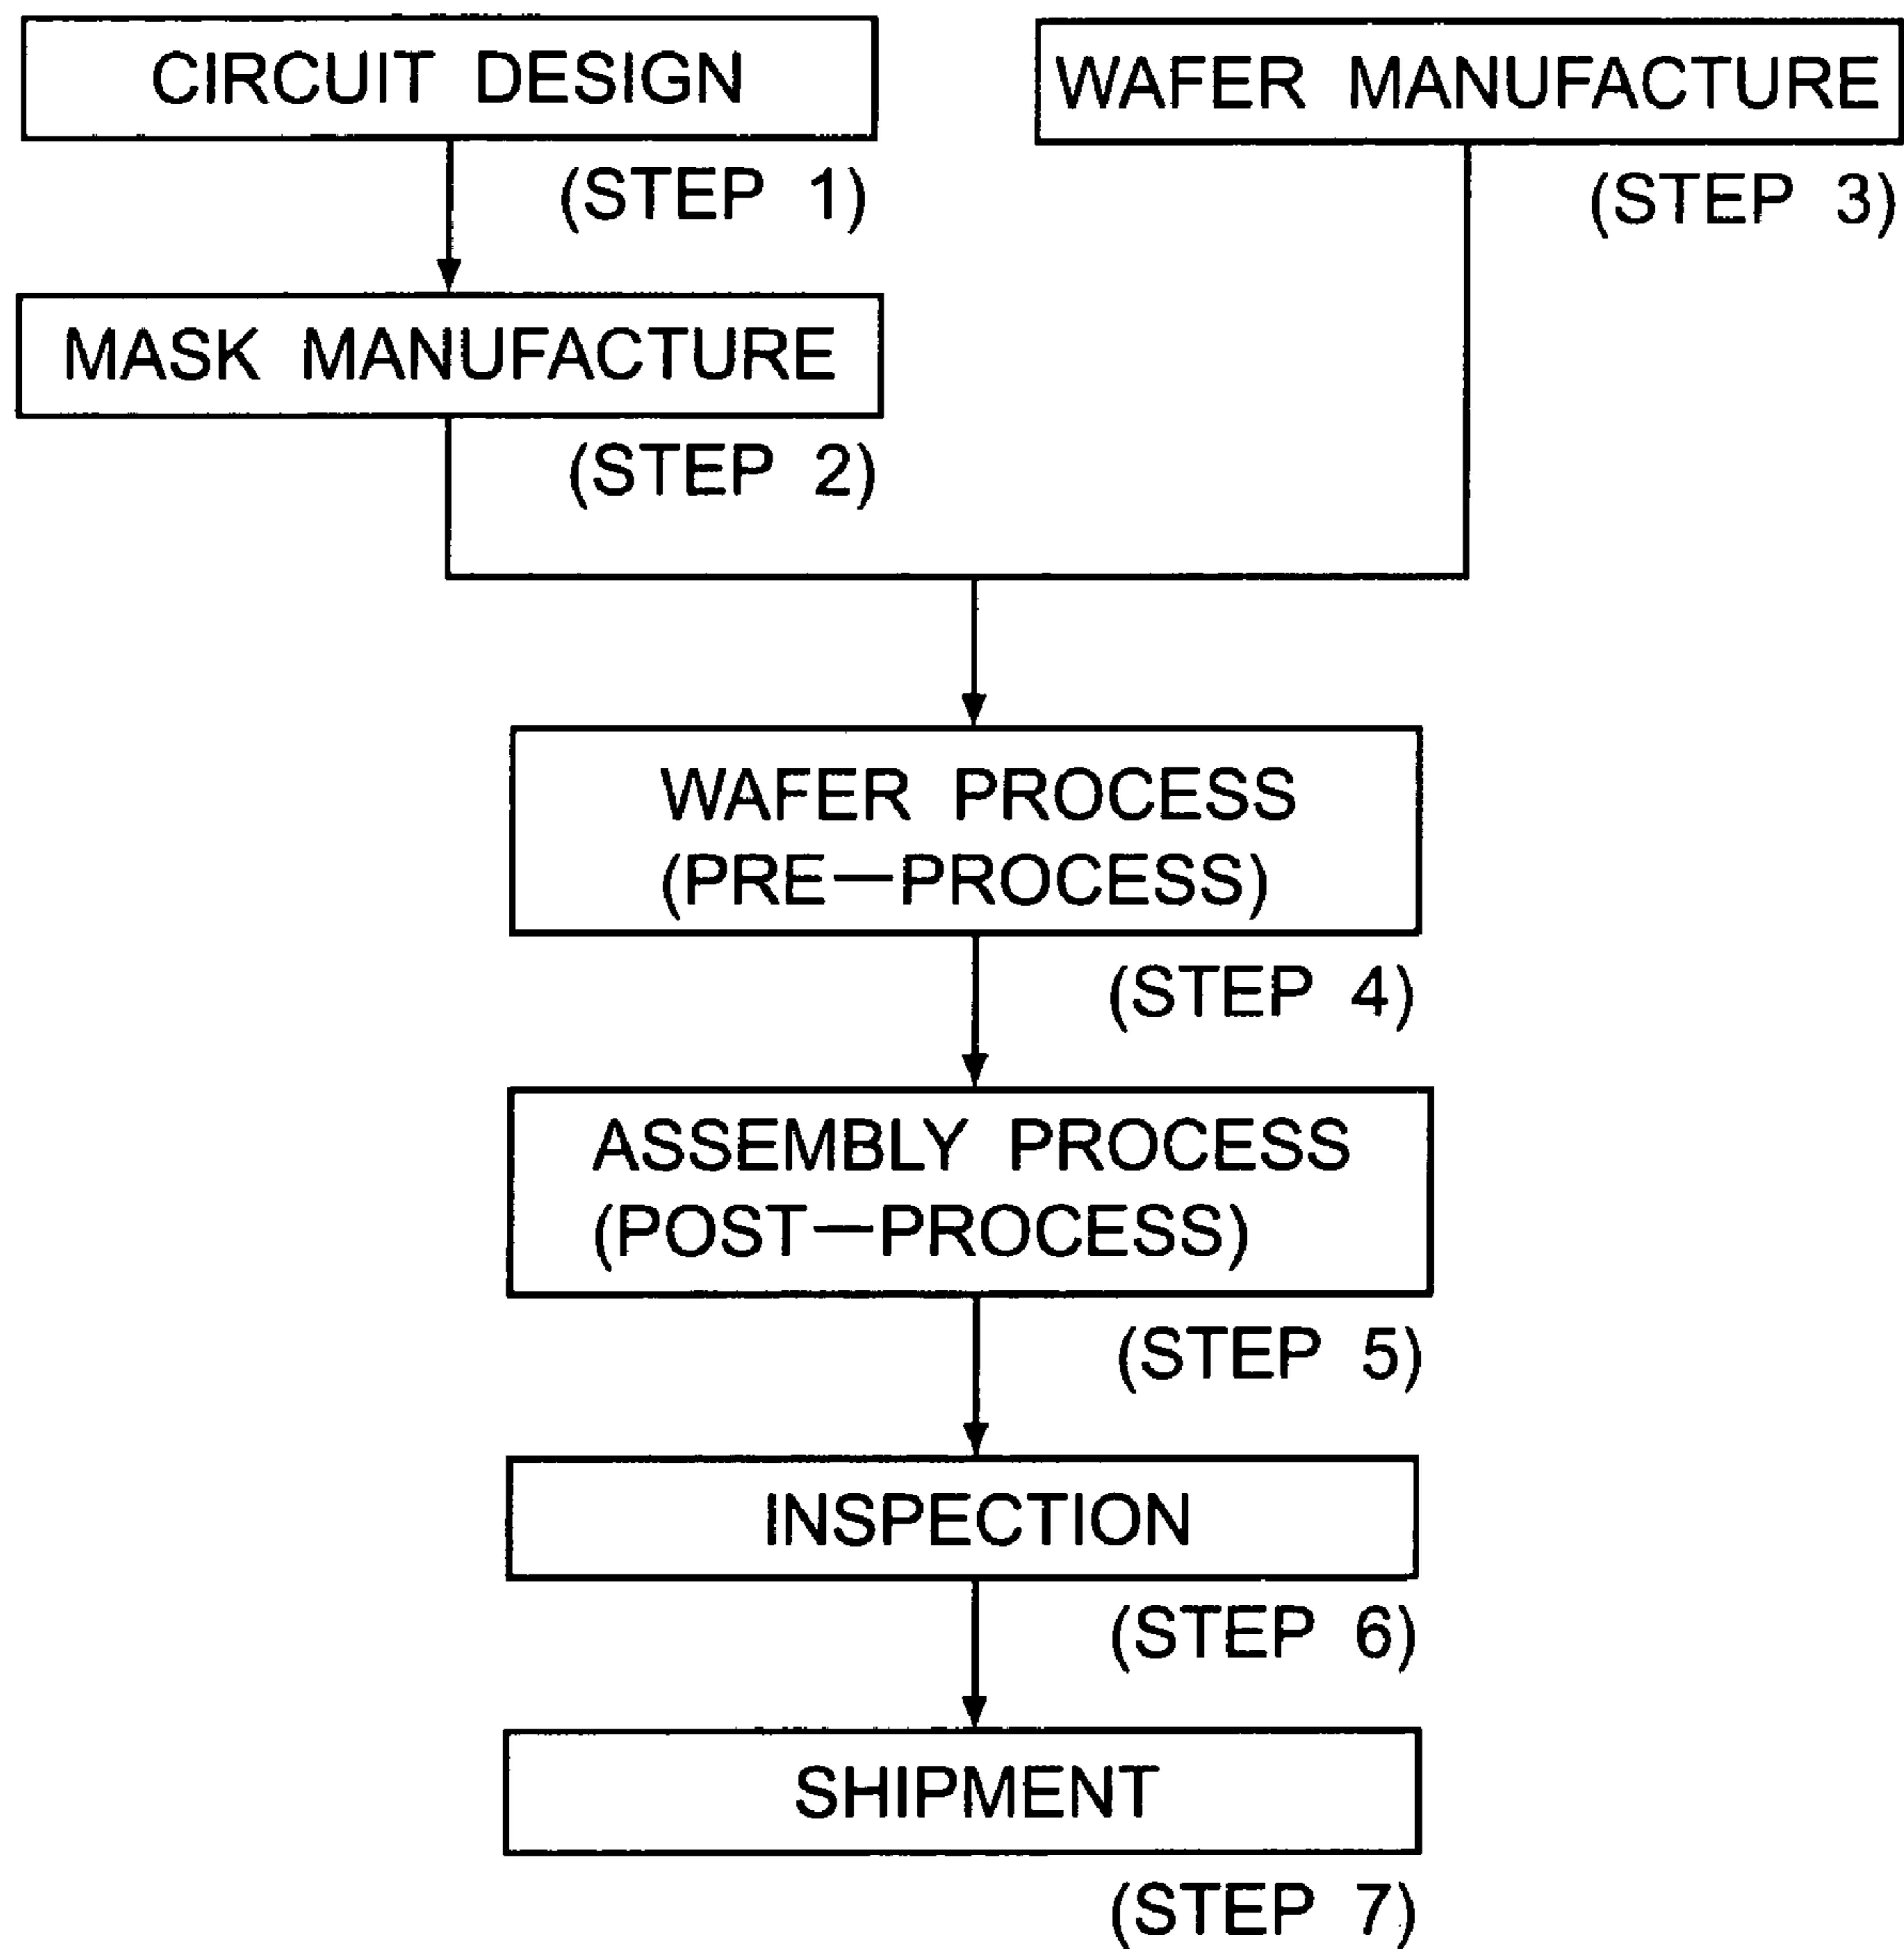 CIRCUIT DESIGN
(STEP 1)
WAFER MANUFACTURE
(STEP 3)
MASK MANUFACTURE
(STEP 2)
WAFER PROCESS
(PRE—PROCESS)
(STEP 4)
ASSEMBLY PROCESS
(POST—PROCESS)
(STEP 5)
INSPECTION
(STEP 6)
SHIPMENT
(STEP 7)